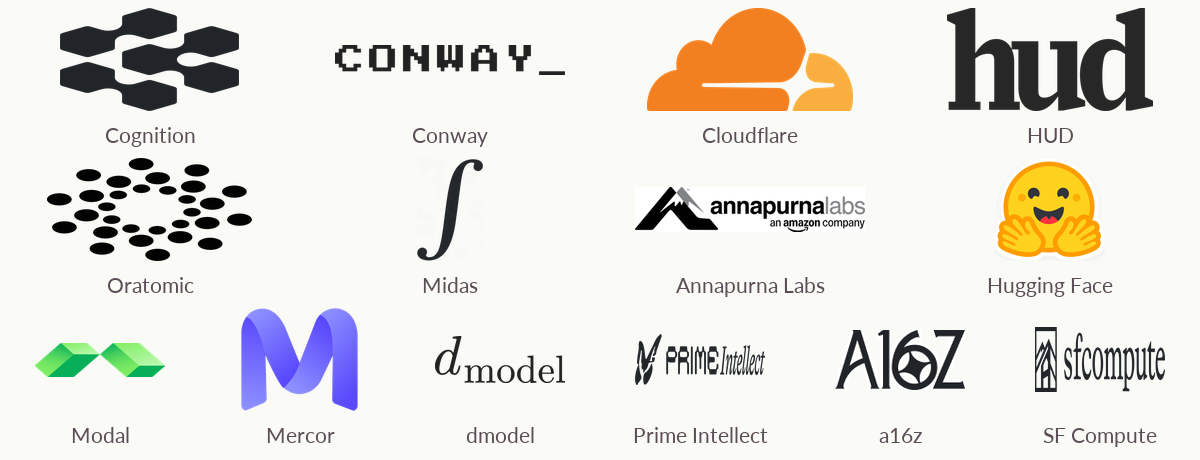 CONWAY_
hud
Cognition
Conway
Cloudflare
HUD
∫
annapurnalabs
an amazon company
Oratomic
Midas
Annapurna Labs
Hugging Face
d_model
PRIME Intellect
A16Z
sfcompute
Modal
Mercor
dmodel
Prime Intellect
a16z
SF Compute